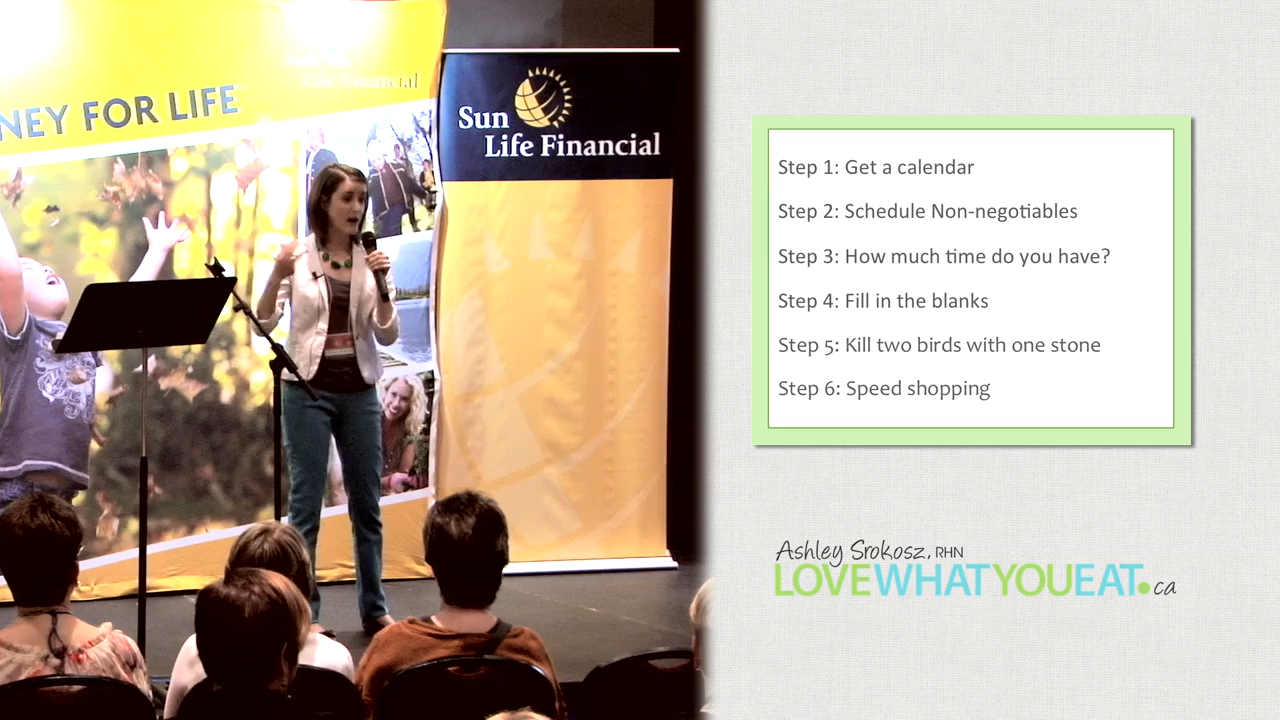 NEY FOR LIFE
Life Financial
Sun
Life Financial
Step 1: Get a calendar
Step 2: Schedule Non-negotiables
Step 3: How much time do you have?
Step 4: Fill in the blanks
Step 5: Kill two birds with one stone
Step 6: Speed shopping
Ashley Srokosz, RHN
LOVEWHATYOUEAT.ca